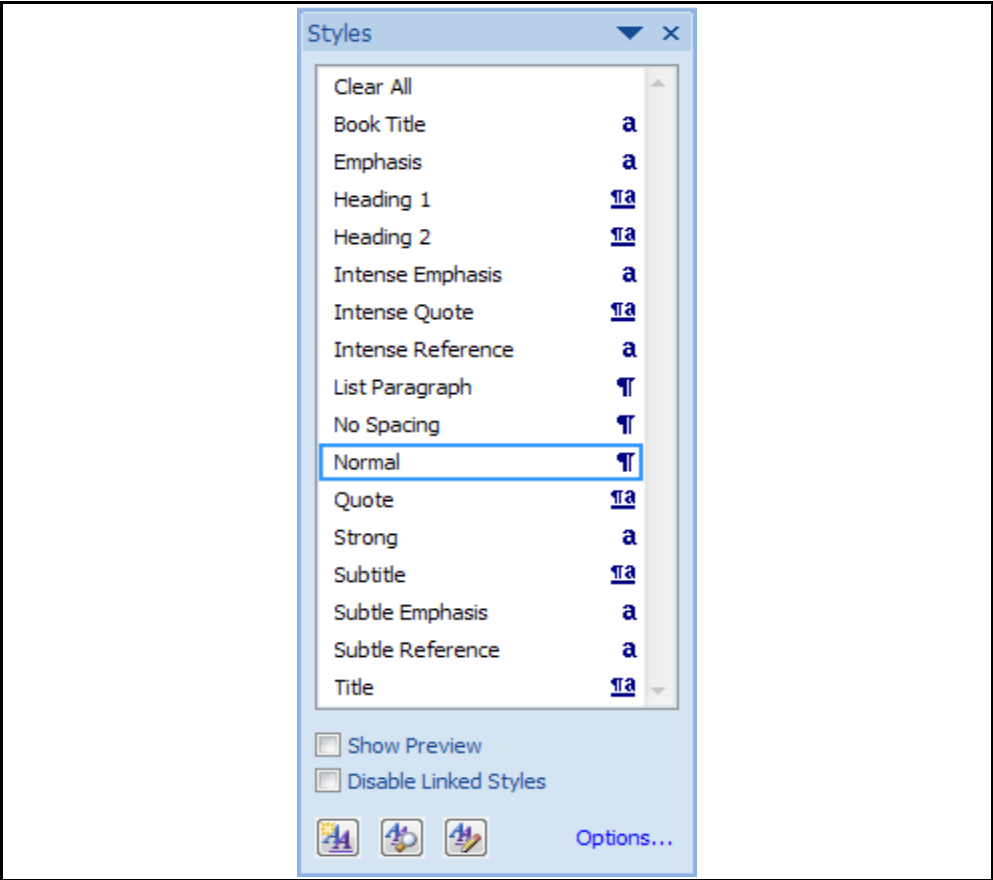 Styles
Clear All
Book Title a
Emphasis a
Heading 1 ¶a
Heading 2 ¶a
Intense Emphasis a
Intense Quote ¶a
Intense Reference a
List Paragraph ¶
No Spacing ¶
Normal ¶
Quote ¶a
Strong a
Subtitle ¶a
Subtle Emphasis a
Subtle Reference a
Title ¶a
Show Preview
Disable Linked Styles
Options...